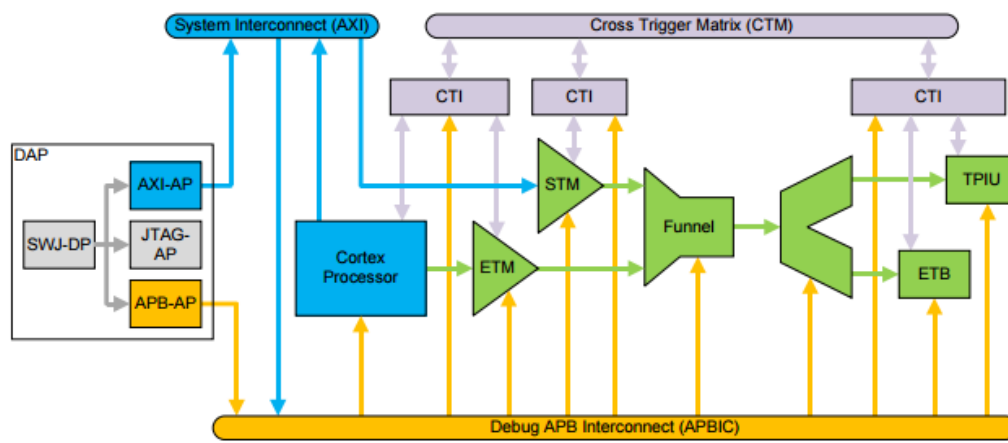 System Interconnect (AXI)
Cross Trigger Matrix (CTM)
CTI
CTI
CTI
DAP
AXI-AP
SWJ-DP
JTAG-
AP
APB-AP
Cortex
Processor
STM
ETM
Funnel
TPIU
ETB
Debug APB Interconnect (APBIC)